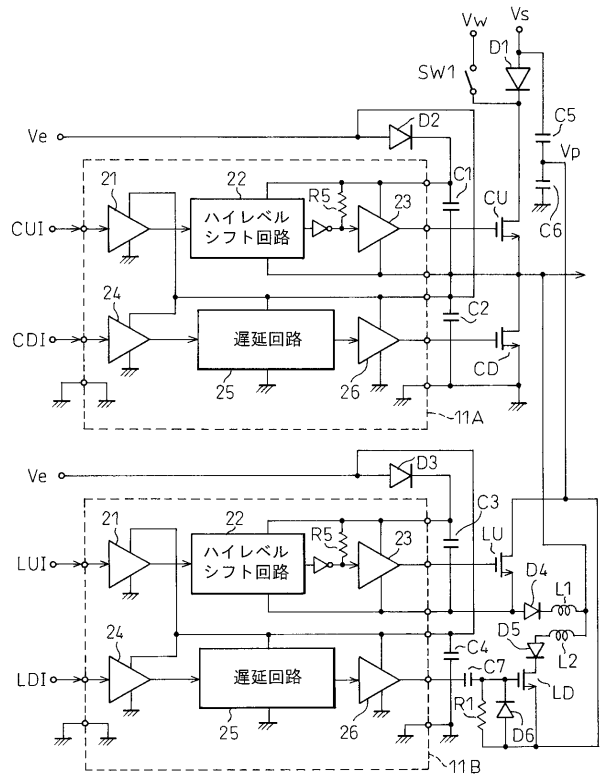 Vw
Vs
D1
SW1
C5
Vp
C6
Ve
D2
C1
21
22
R5
23
CU
CUI
ハイレベル
シフト回路
C2
24
CDI
遅延回路
25
26
CD
11A
Ve
D3
C3
21
22
R5
23
LU
LUI
ハイレベル
シフト回路
D4
L1
D5
L2
24
C4
C7
LDI
遅延回路
LD
R1
D6
25
26
11B